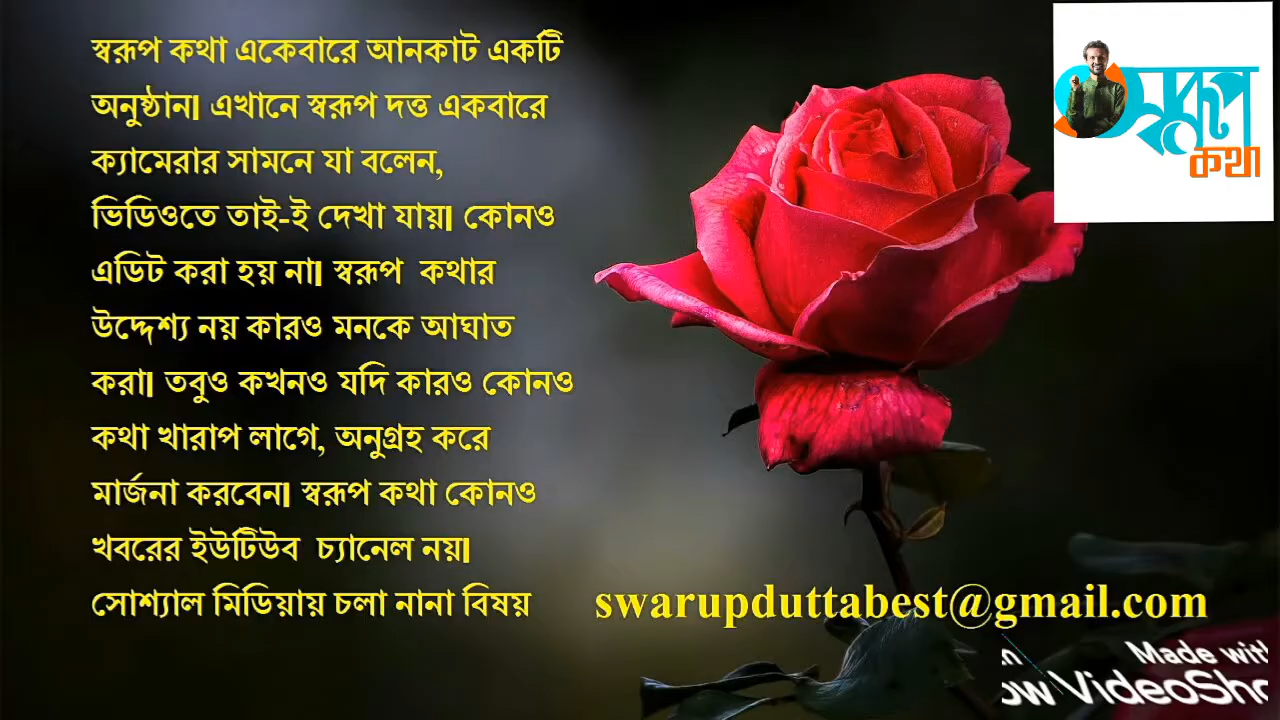 স্বরূপ কথা একেবারে আনকাট একটি
অনুষ্ঠান। এখানে স্বরূপ দত্ত একবারে
ক্যামেরার সামনে যা বলেন,
ভিডিওতে তাই-ই দেখা যায়। কোনও
এডিট করা হয় না। স্বরূপ কথার
উদ্দেশ্য নয় কারও মনকে আঘাত
করা। তবুও কখনও যদি কারও কোনও
কথা খারাপ লাগে, অনুগ্রহ করে
মার্জনা করবেন। স্বরূপ কথা কোনও
খবরের ইউটিউব চ্যানেল নয়।
সোশ্যাল মিডিয়ায় চলা নানা বিষয়
swarupduttabest@gmail.com
স্বরূপ
কথা
Made with
VideoSho